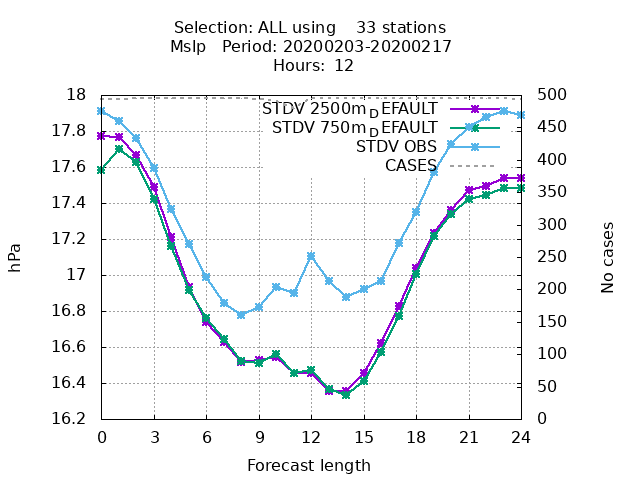 Selection: ALL using    33 stations
Mslp   Period: 20200203-20200217
Hours:  12
STDV 2500m_DEFAULT
STDV 750m_DEFAULT
STDV OBS
CASES
18
17.8
17.6
17.4
17.2
17
16.8
16.6
16.4
16.2
hPa
500
450
400
350
300
250
200
150
100
50
0
No cases
0 3 6 9 12 15 18 21 24
Forecast length